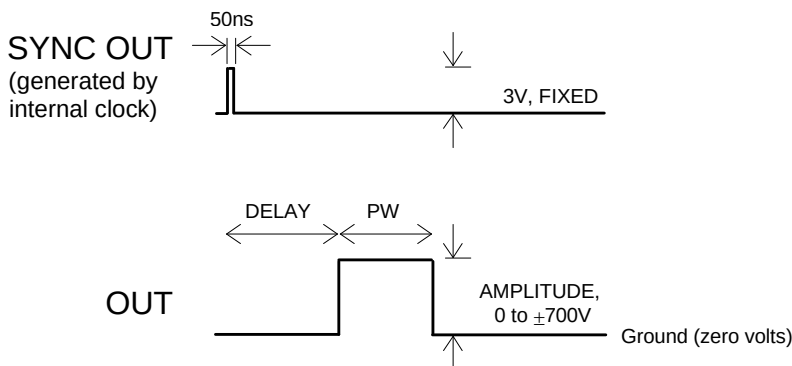 50ns
SYNC OUT
(generated by
internal clock)
3V, FIXED
DELAY
PW
OUT
AMPLITUDE,
0 to ±700V
Ground (zero volts)